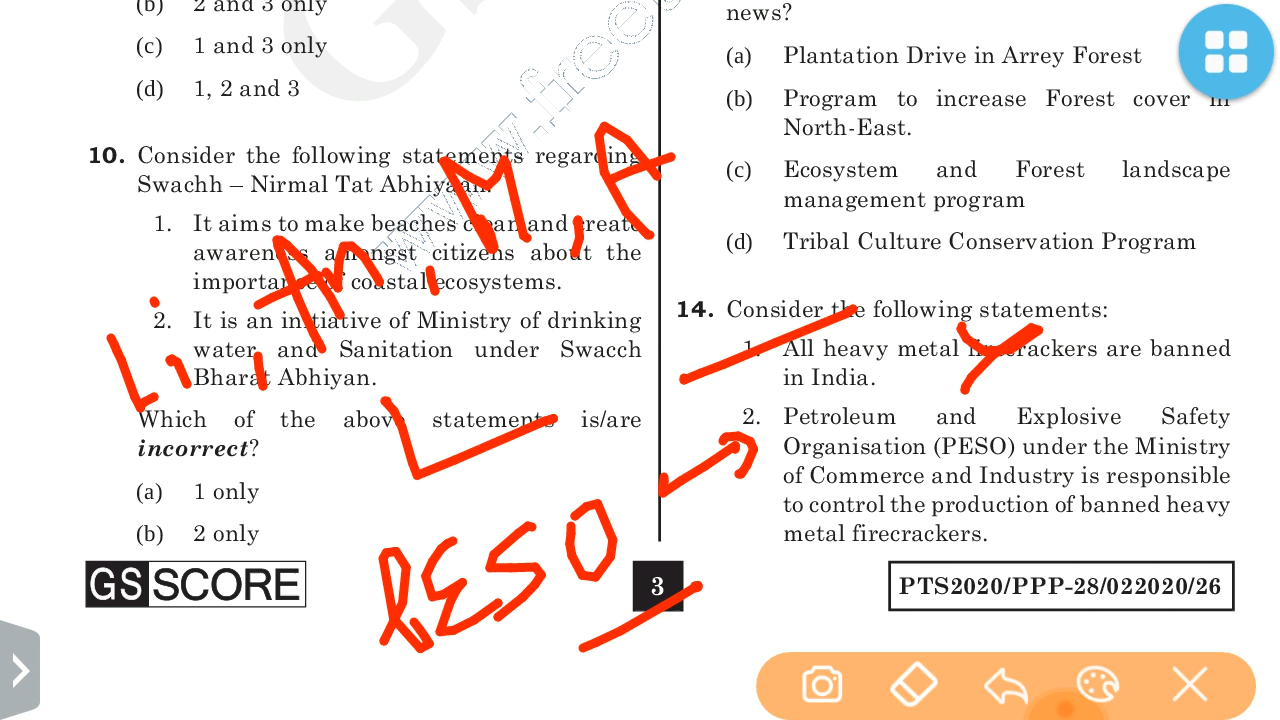 (b) 2 and 3 only
(c) 1 and 3 only
(d) 1, 2 and 3
10. Consider the following statements regarding
Swachh – Nirmal Tat Abhiyaan.
1. It aims to make beaches clean and create
awareness amongst citizens about the
importance of coastal ecosystems.
2. It is an initiative of Ministry of drinking
water and Sanitation under Swacch
Bharat Abhiyan.
Which of the above statements is/are
incorrect?
(a) 1 only
(b) 2 only
news?
(a) Plantation Drive in Arrey Forest
(b) Program to increase Forest cover in
North-East.
(c) Ecosystem and Forest landscape
management program
(d) Tribal Culture Conservation Program
14. Consider the following statements:
1. All heavy metal firecrackers are banned
in India.
2. Petroleum and Explosive Safety
Organisation (PESO) under the Ministry
of Commerce and Industry is responsible
to control the production of banned heavy
metal firecrackers.
Li, An, M, A
PESO
www.free
GS SCORE
3
PTS2020/PPP-28/022020/26